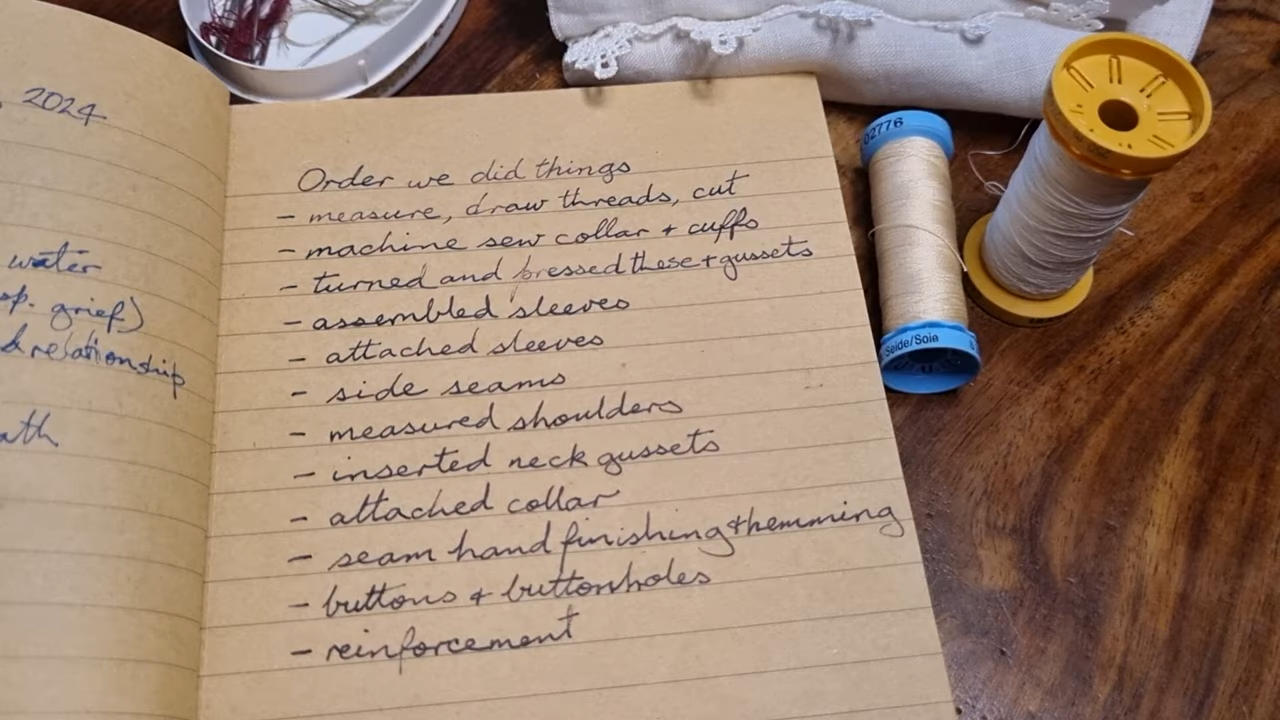 2024
water
sp. grief)
& relationship
ath
Order we did things
- measure, draw threads, cut
- machine sew collar + cuffs
- turned and pressed these + gussets
- assembled sleeves
- attached sleeves
- side seams
- measured shoulders
- inserted neck gussets
- attached collar
- seam hand finishing + hemming
- buttons + buttonholes
- reinforcement
02776
Seide/Soie